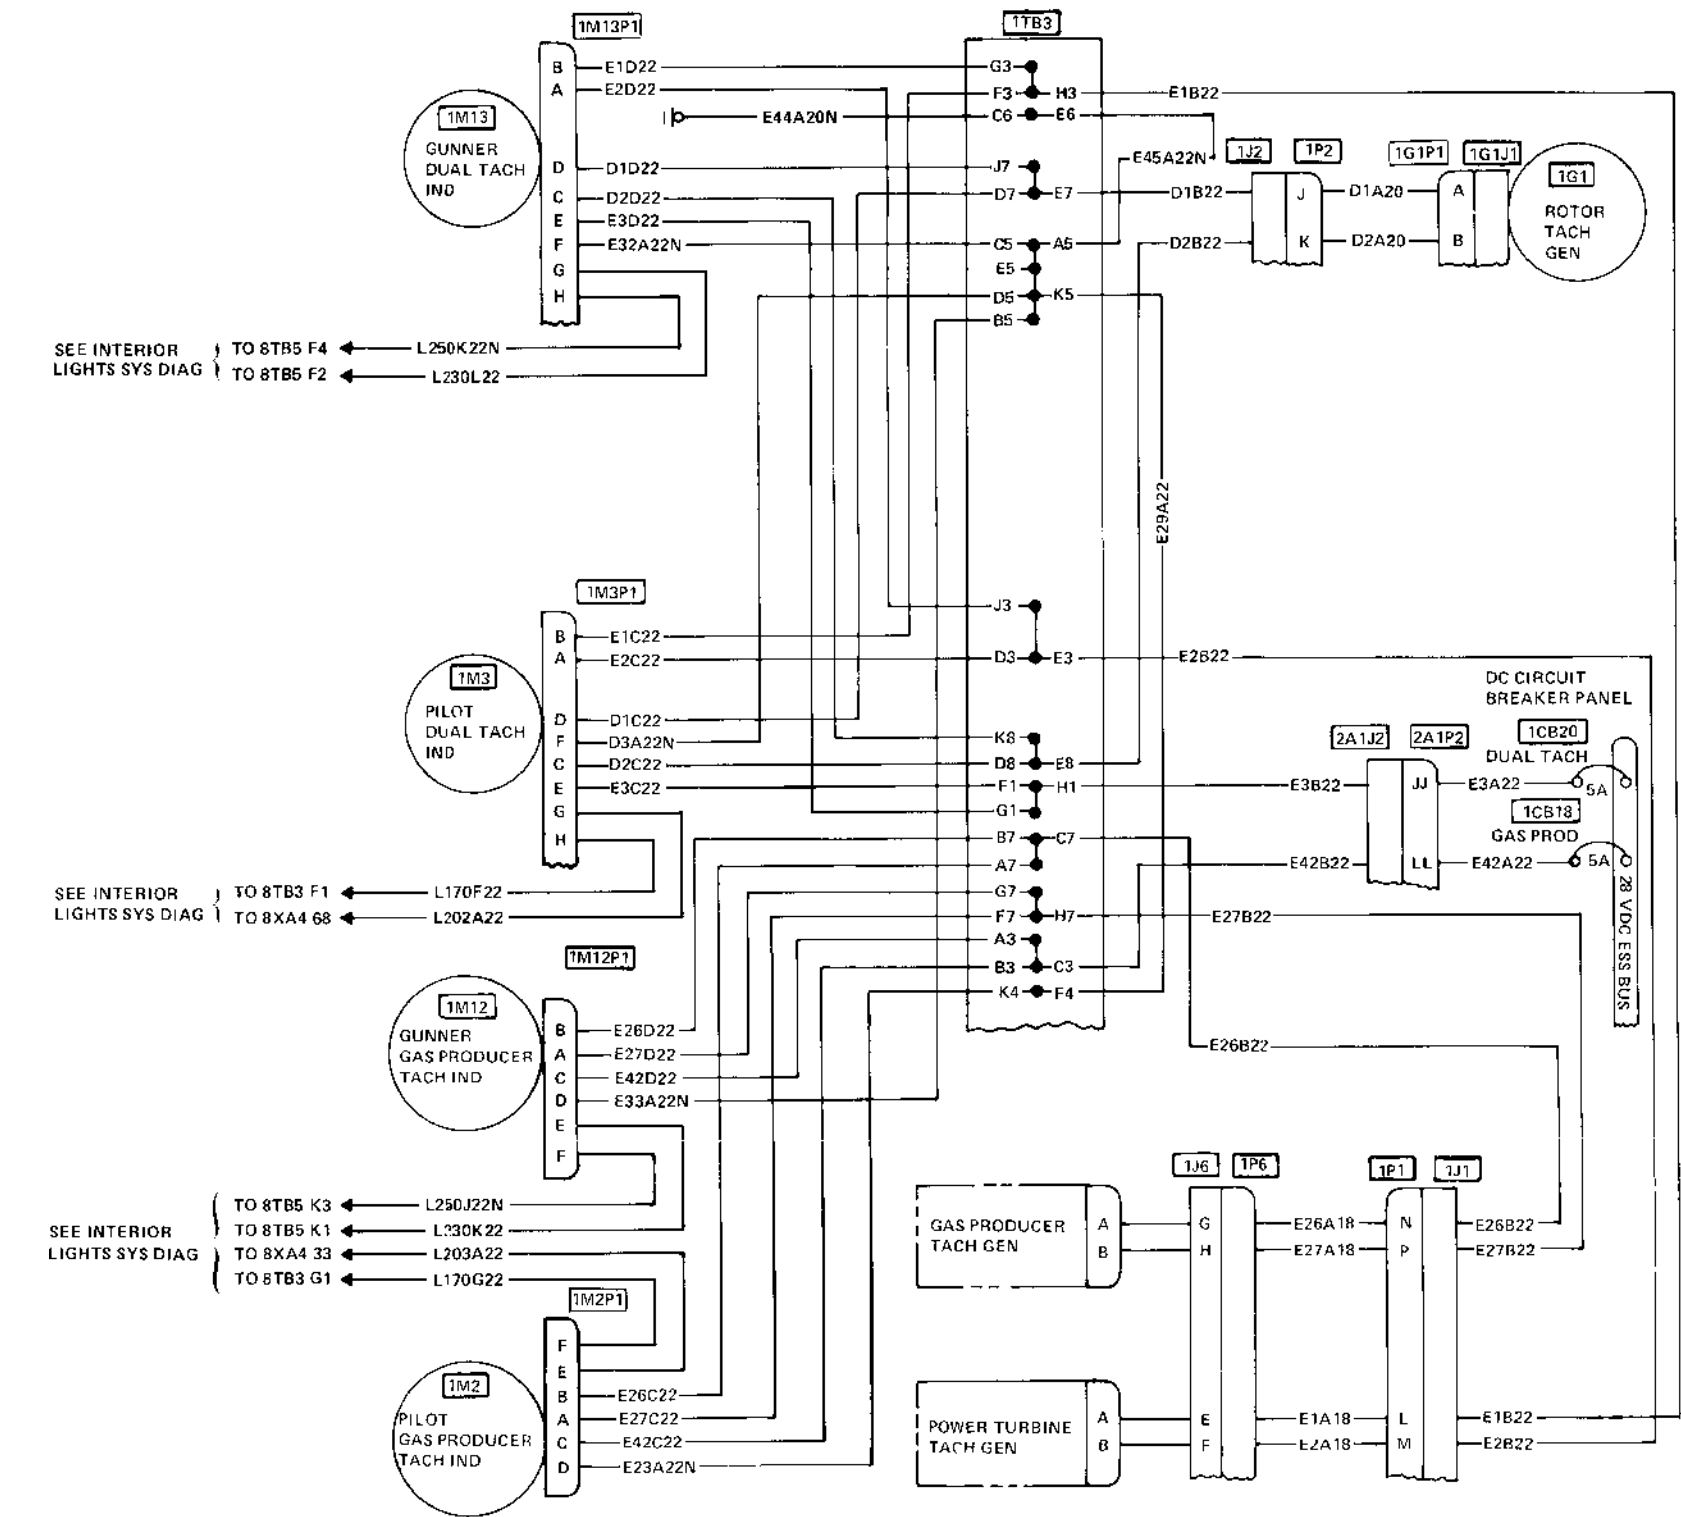 1M13P1
1TB3
B E1D22 G3
A E2D22 F3 H3 E1B22
1M13
GUNNER
DUAL TACH
IND
E44A20N C6 E6
D D1D22 J7
E45A22N
1J2 1P2 1G1P1 1G1J1
1G1
ROTOR
TACH
GEN
C D2D22 D7 E7 D1B22 J D1A20 A
E E3D22
F E32A22N C5 A5 D2B22 K D2A20 B
G E5
H D5 K5
B5
SEE INTERIOR
LIGHTS SYS DIAG
TO 8TB5 F4 L250K22N
TO 8TB5 F2 L230L22
E29A22
1M3P1
J3
B E1C22
A E2C22 D3 E3 E2B22
1M3
PILOT
DUAL TACH
IND
DC CIRCUIT
BREAKER PANEL
D D1C22
F D3A22N K8
C D2C22 D8 E8
2A1J2 2A1P2
1CB20
DUAL TACH
E E3C22 F1 H1 E3B22 JJ E3A22 5A
G G1
1CB18
GAS PROD
H B7 C7
A7 E42B22 LL E42A22 5A
28 VDC ESS BUS
SEE INTERIOR
LIGHTS SYS DIAG
TO 8TB3 F1 L170F22
TO 8XA4 68 L202A22
G7
F7 H7 E27B22
A3
B3 C3
K4 F4
1M12P1
1M12
GUNNER
GAS PRODUCER
TACH IND
B E26D22
A E27D22
C E42D22
D E33A22N
E
F
E26B22
SEE INTERIOR
LIGHTS SYS DIAG
TO 8TB5 K3 L250J22N
TO 8TB5 K1 L330K22
TO 8XA4 33 L203A22
TO 8TB3 G1 L170G22
1J6 1P6 1P1 1J1
GAS PRODUCER
TACH GEN
A G E26A18 N E26B22
B H E27A18 P E27B22
1M2P1
1M2
PILOT
GAS PRODUCER
TACH IND
F
E
B E26C22
A E27C22
C E42C22
D E23A22N
POWER TURBINE
TACH GEN
A E E1A18 L E1B22
B F E2A18 M E2B22